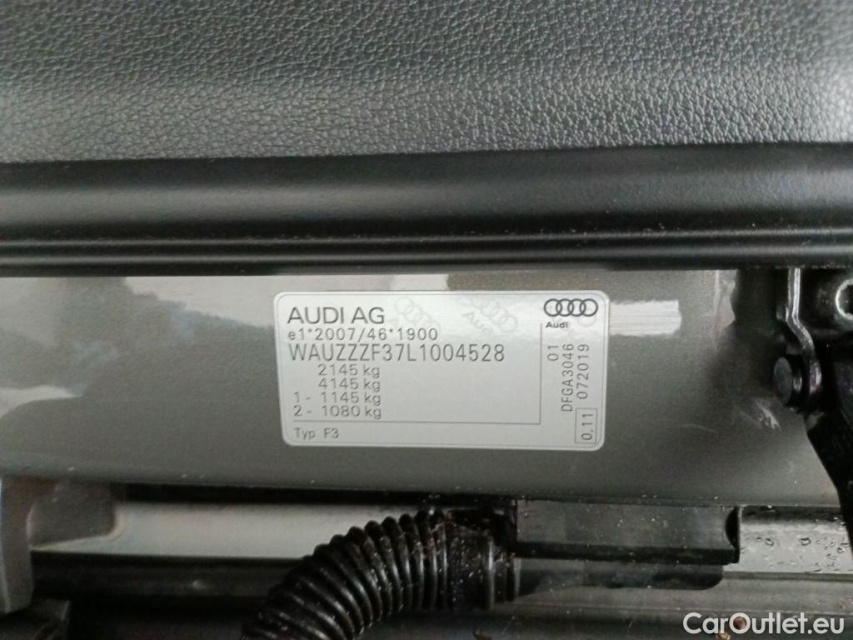 AUDI AG
e1*2007/46*1900
WAUZZZF37L1004528
2145 kg
4145 kg
1 - 1145 kg
2 - 1080 kg
Typ F3
Audi
01
DFGA3046
072019
0.11
CarOutlet.eu